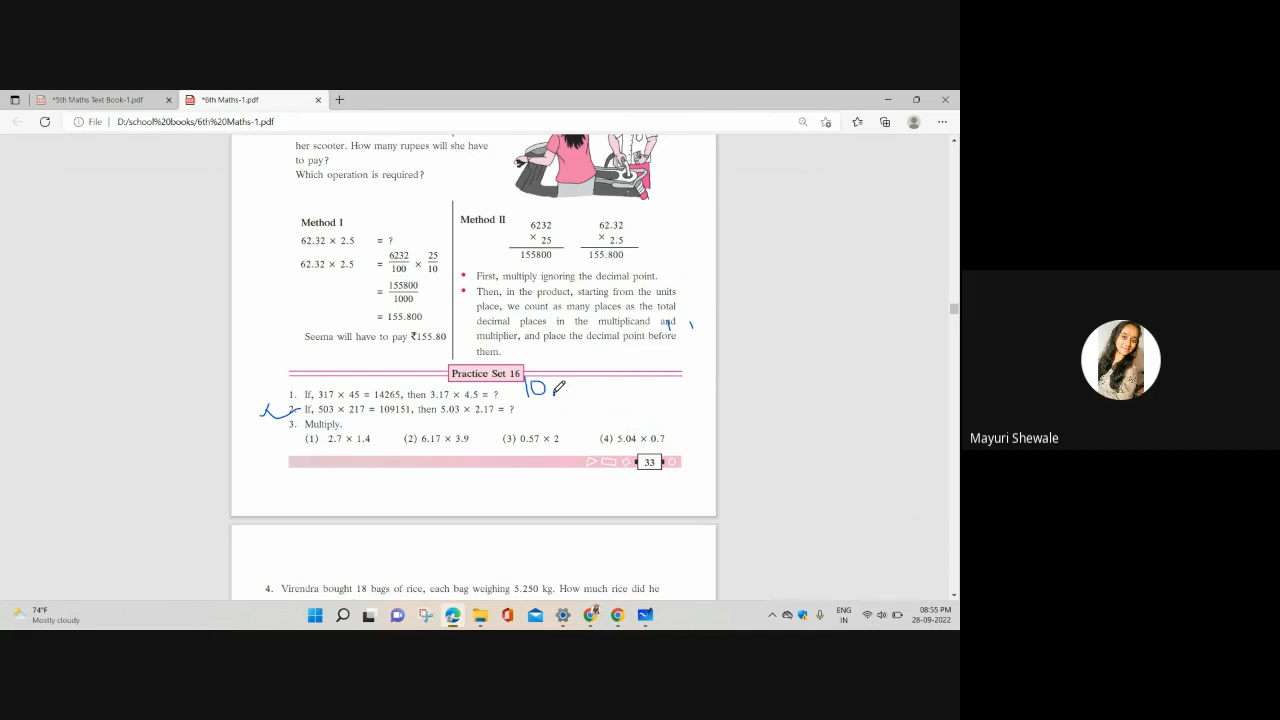 *5th Maths Text Book-1.pdf
*6th Maths-1.pdf
File
D:/school%20books/6th%20Maths-1.pdf
her scooter. How many rupees will she have
to pay?
Which operation is required?
Method I
62.32 × 2.5 = ?
62.32 × 2.5 = 6232/100 × 25/10
= 155800/1000
= 155.800
Seema will have to pay ₹155.80
Method II
6232 62.32
× 25 × 2.5
155800 155.800
• First, multiply ignoring the decimal point.
• Then, in the product, starting from the units
place, we count as many places as the total
decimal places in the multiplicand and
multiplier, and place the decimal point before
them.
Practice Set 16
10
1. If, 317 × 45 = 14265, then 3.17 × 4.5 = ?
2. If, 503 × 217 = 109151, then 5.03 × 2.17 = ?
3. Multiply.
(1) 2.7 × 1.4 (2) 6.17 × 3.9 (3) 0.57 × 2 (4) 5.04 × 0.7
33
4. Virendra bought 18 bags of rice, each bag weighing 5.250 kg. How much rice did he
74°F
Mostly cloudy
ENG
IN
08:55 PM
28-09-2022
Mayuri Shewale